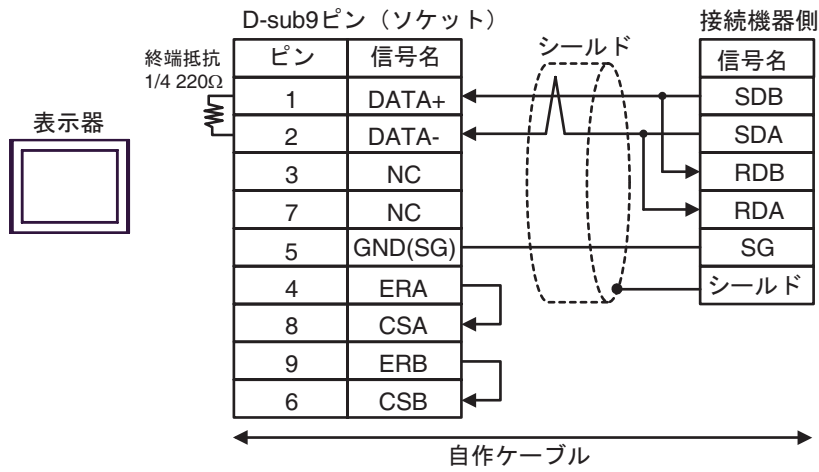 D-sub9ピン（ソケット）
接続機器側
終端抵抗
1/4 220Ω
表示器
シールド
ピン 信号名
信号名
1 DATA+
SDB
2 DATA-
SDA
3 NC
RDB
7 NC
RDA
5 GND(SG)
SG
4 ERA
シールド
8 CSA
9 ERB
6 CSB
自作ケーブル